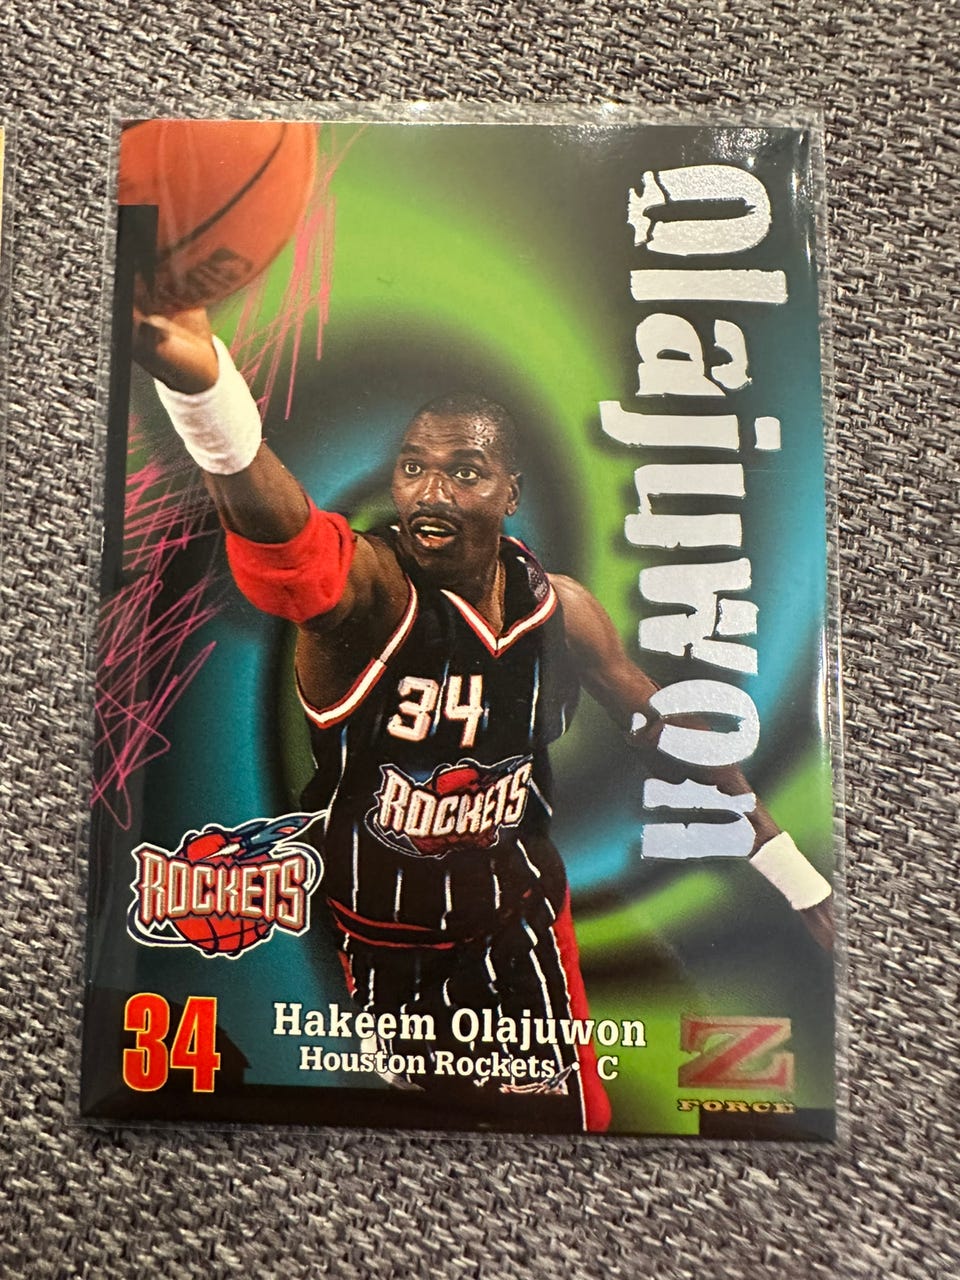 Olajuwon
34
ROCKETS
ROCKETS
34
Hakeem Olajuwon
Houston Rockets · C
Z
FORCE